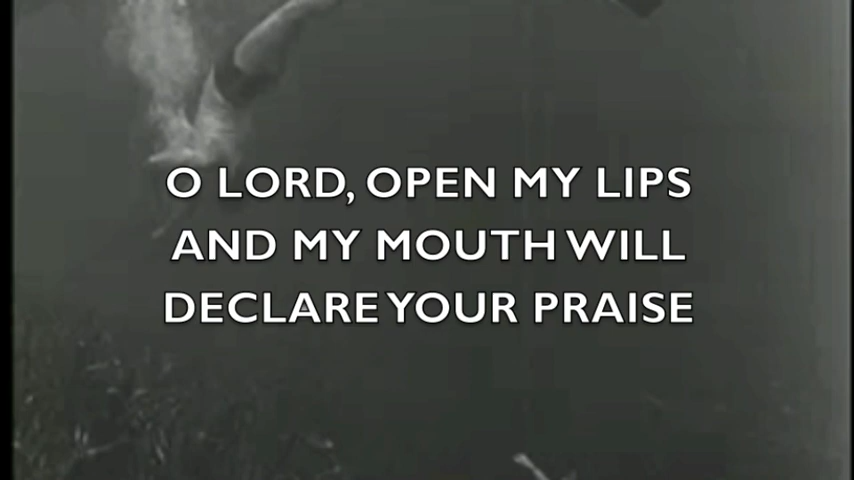 O LORD, OPEN MY LIPS
AND MY MOUTH WILL
DECLARE YOUR PRAISE